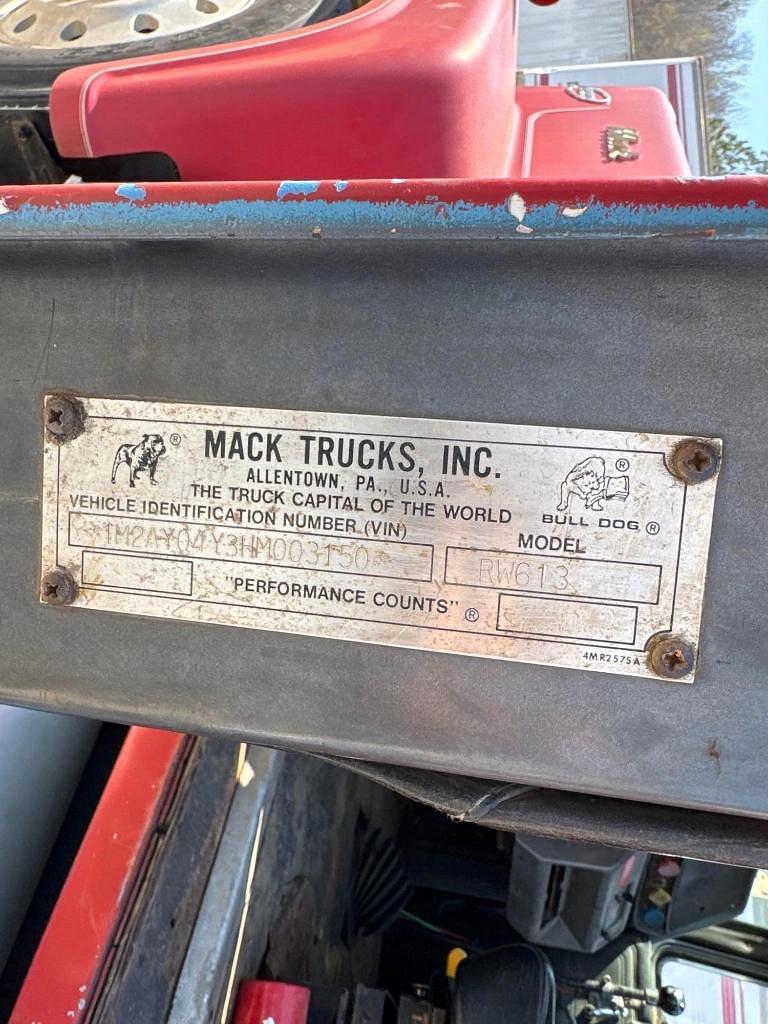 MACK TRUCKS, INC.
ALLENTOWN, PA., U.S.A.
THE TRUCK CAPITAL OF THE WORLD
®
®
BULL DOG ®
VEHICLE IDENTIFICATION NUMBER (VIN)
MODEL
1M2AY04Y3HM003150
RW613
"PERFORMANCE COUNTS" ®
4MR2575A